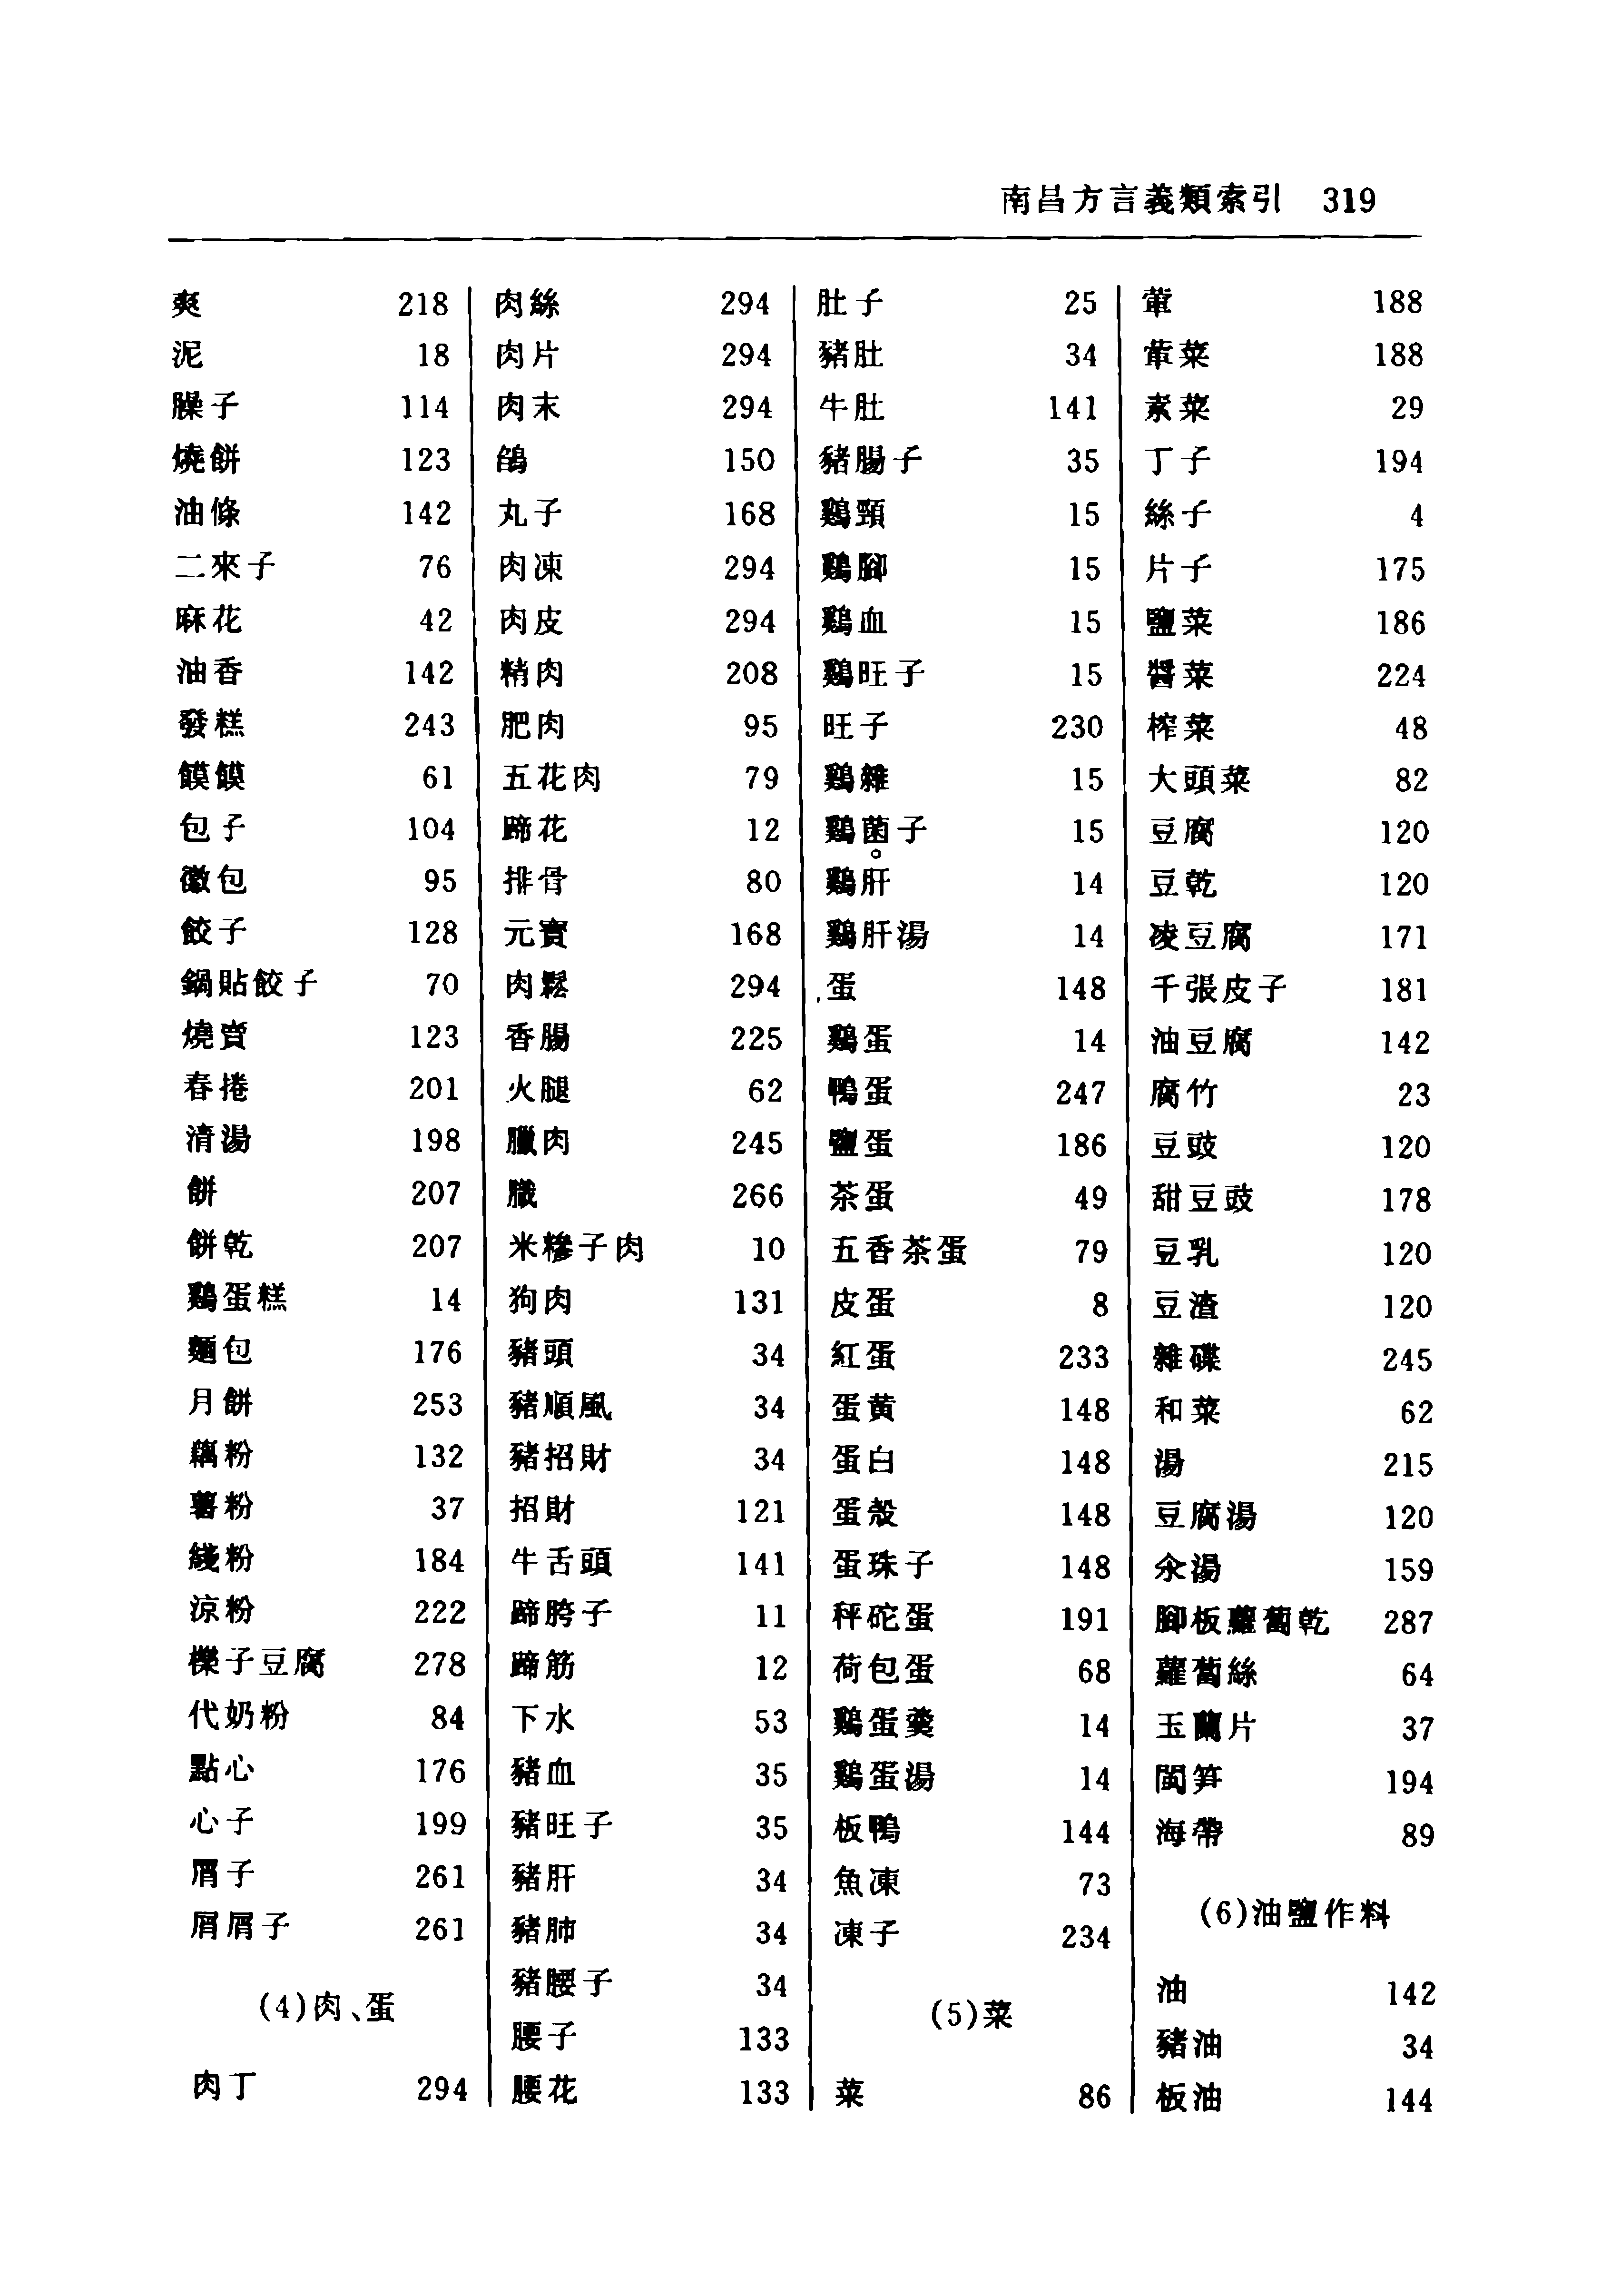 南昌方言義類索引 319
爽 218
泥 18
臊子 114
燒餅 123
油條 142
二來子 76
麻花 42
油香 142
發糕 243
饃饃 61
包子 104
包 95
餃子 128
鍋貼餃子 70
燒賣 123
春捲 201
清湯 198
餅 207
餅乾 207
鷄蛋糕 14
麵包 176
月餅 253
藕粉 132
薯粉 37
綫粉 184
涼粉 222
子豆腐 278
代奶粉 84
點心 176
心子 199
屑子 261
屑屑子 261
(4)肉、蛋
肉丁 294
肉絲 294
肉片 294
肉末 294
150
丸子 168
肉凍 294
肉皮 294
精肉 208
肥肉 95
五花肉 79
蹄花 12
排骨 80
元寶 168
肉鬆 294
香腸 225
火腿 62
臘肉 245
266
米糝子肉 10
狗肉 131
豬頭 34
豬順風 34
豬招財 34
招財 121
牛舌頭 141
蹄胯子 11
蹄筋 12
下水 53
豬血 35
豬旺子 35
豬肝 34
豬肺 34
豬腰子 34
腰子 133
腰花 133
肚子 25
豬肚 34
牛肚 141
豬腸子 35
鷄頸 15
鷄腳 15
鷄血 15
鷄旺子 15
旺子 230
鷄雜 15
鷄菌子 15
鷄肝 14
鷄肝湯 14
蛋 148
鷄蛋 14
鴨蛋 247
鹽蛋 186
茶蛋 49
五香茶蛋 79
皮蛋 8
紅蛋 233
蛋黄 148
蛋白 148
蛋殼 148
蛋珠子 148
秤砣蛋 191
荷包蛋 68
鷄蛋羹 14
鷄蛋湯 14
板鴨 144
魚凍 73
凍子 234
(5)菜
菜 86
葷 188
葷菜 188
素菜 29
丁子 194
絲子 4
片子 175
鹽菜 186
醬菜 224
榨菜 48
大頭菜 82
豆腐 120
豆乾 120
凌豆腐 171
千張皮子 181
油豆腐 142
腐竹 23
豆豉 120
甜豆豉 178
豆乳 120
豆渣 120
雜碟 245
和菜 62
湯 215
豆腐湯 120
汆湯 159
腳板蘿蔔乾 287
蘿蔔絲 64
玉蘭片 37
閩笋 194
海帶 89
(6)油鹽作料
油 142
豬油 34
板油 144